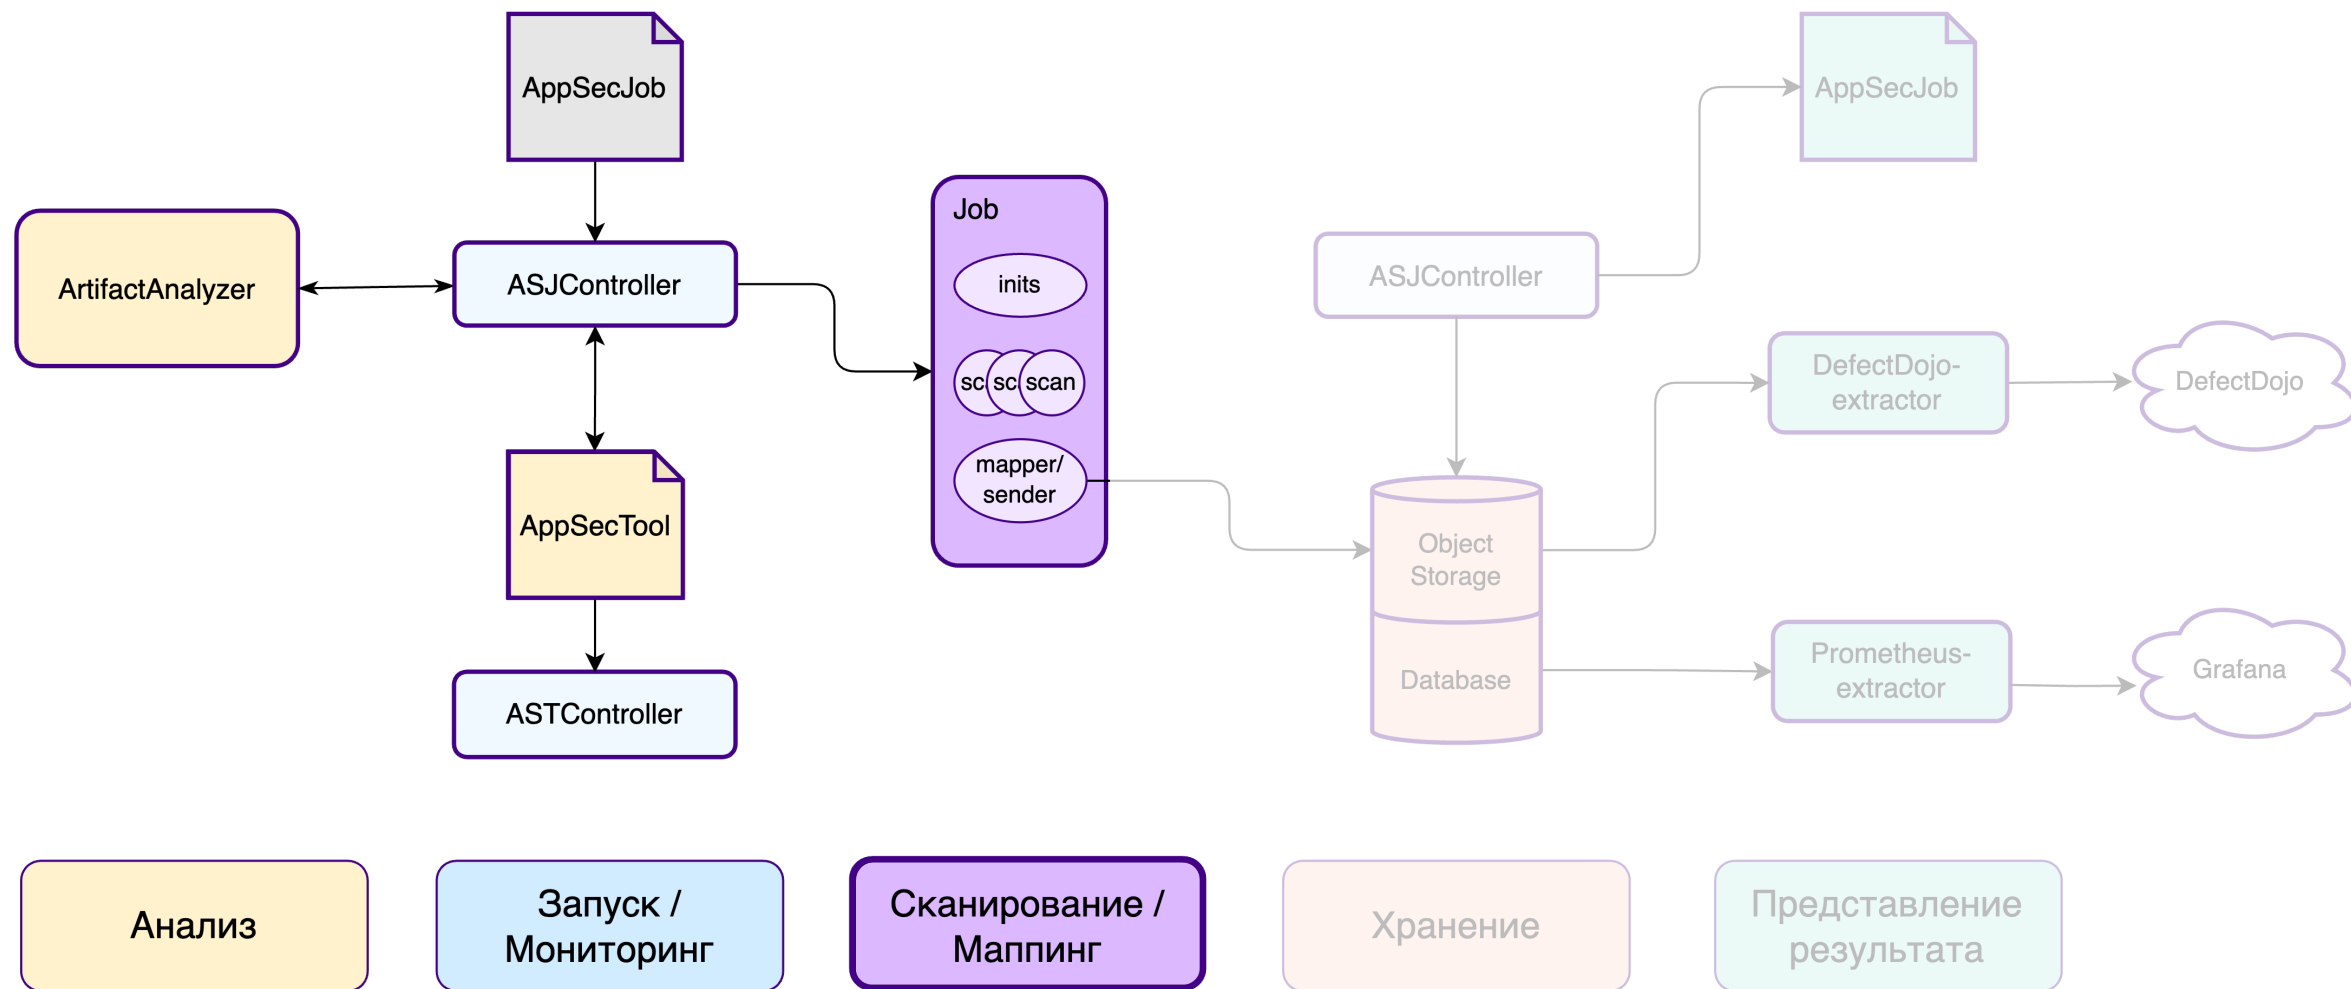 AppSecJob
ArtifactAnalyzer
ASJController
AppSecTool
ASTController
Job
inits
sc
sc
scan
mapper/
sender
ASJController
AppSecJob
Object
Storage
Database
DefectDojo-
extractor
DefectDojo
Prometheus-
extractor
Grafana
Анализ
Запуск /
Мониторинг
Сканирование /
Маппинг
Хранение
Представление
результата